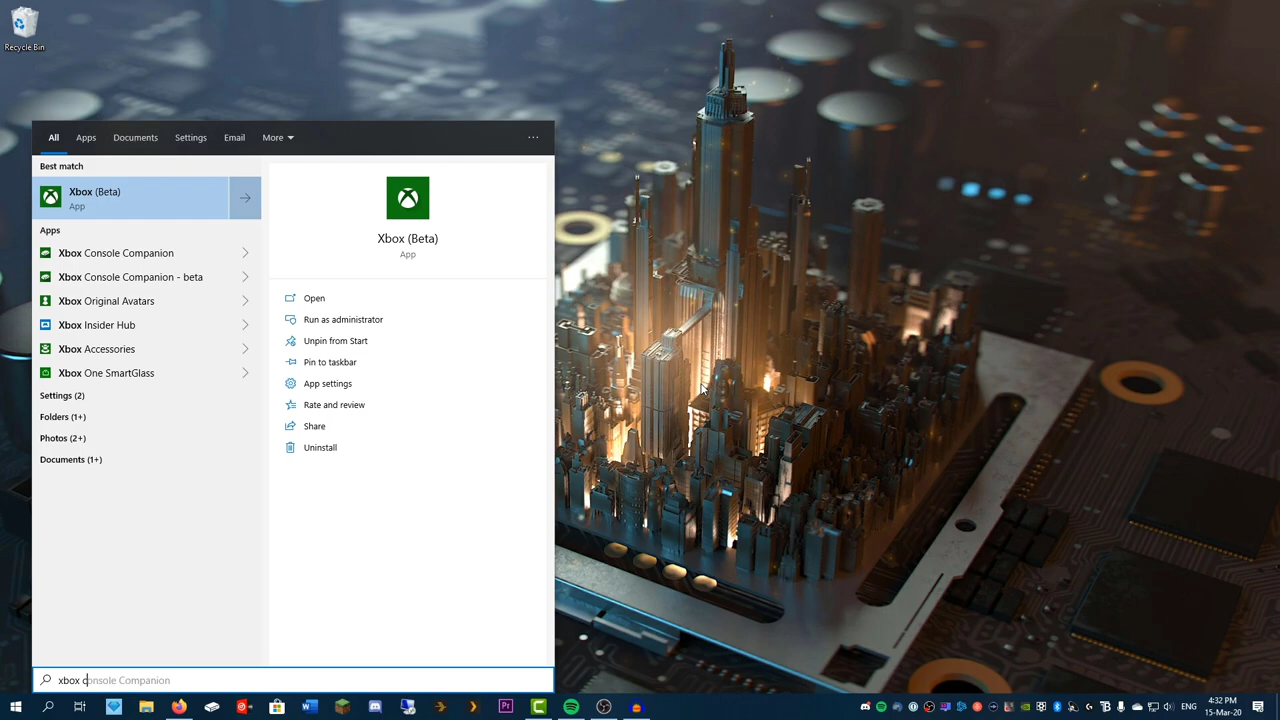 Recycle Bin
All Apps Documents Settings Email More ···
Best match
Xbox (Beta)
App
Apps
Xbox Console Companion
Xbox Console Companion - beta
Xbox Original Avatars
Xbox Insider Hub
Xbox Accessories
Xbox One SmartGlass
Settings (2)
Folders (1+)
Photos (2+)
Documents (1+)
Xbox (Beta)
App
Open
Run as administrator
Unpin from Start
Pin to taskbar
App settings
Rate and review
Share
Uninstall
xbox console Companion
W
Pr
ENG
4:32 PM
15-Mar-20